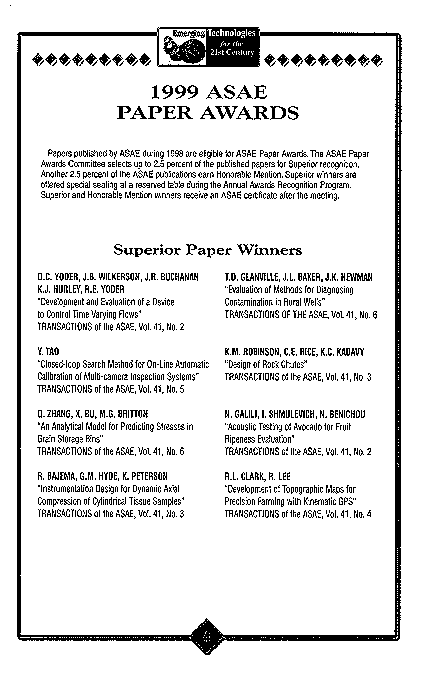 Emerging Technologies
for the
21st Century
1999 ASAE
PAPER AWARDS
Papers published by ASAE during 1998 are eligible for ASAE Paper Awards. The ASAE Paper
Awards Committee selects up to 2.5 percent of the published papers for Superior recognition.
Another 2.5 percent of the ASAE publications earn Honorable Mention. Superior winners are
offered special seating at a reserved table during the Annual Awards Recognition Program.
Superior and Honorable Mention winners receive an ASAE certificate after the meeting.
Superior Paper Winners
D.C. YODER, J.B. WILKERSON, J.R. BUCHANAN
K.J. HURLEY, R.E. YODER
"Development and Evaluation of a Device
to Control Time Varying Flows"
TRANSACTIONS of the ASAE, Vol. 41, No. 2
Y. TAO
"Closed-loop Search Method for On-Line Automatic
Calibration of Multi-camera Inspection Systems"
TRANSACTIONS of the ASAE, Vol. 41, No. 5
Q. ZHANG, X. BU, M.G. BRITTON
"An Analytical Model for Predicting Stresses in
Grain Storage Bins"
TRANSACTIONS of the ASAE, Vol. 41, No. 6
R. BAJEMA, G.M. HYDE, K. PETERSON
"Instrumentation Design for Dynamic Axial
Compression of Cylindrical Tissue Samples"
TRANSACTIONS of the ASAE, Vol. 41, No. 3
T.D. GLANVILLE, J.L. BAKER, J.K. NEWMAN
"Evaluation of Methods for Diagnosing
Contamination in Rural Wells"
TRANSACTIONS OF THE ASAE, Vol. 41, No. 6
K.M. ROBINSON, C.E. RICE, K.C. KADAVY
"Design of Rock Chutes"
TRANSACTIONS of the ASAE, Vol. 41, No. 3
N. GALILI, I. SHMULEVICH, N. BENICHOU
"Acoustic Testing of Avocado for Fruit
Ripeness Evaluation"
TRANSACTIONS of the ASAE, Vol. 41, No. 2
R.L. CLARK, R. LEE
"Development of Topographic Maps for
Precision Farming with Kinematic GPS"
TRANSACTIONS of the ASAE, Vol. 41, No. 4